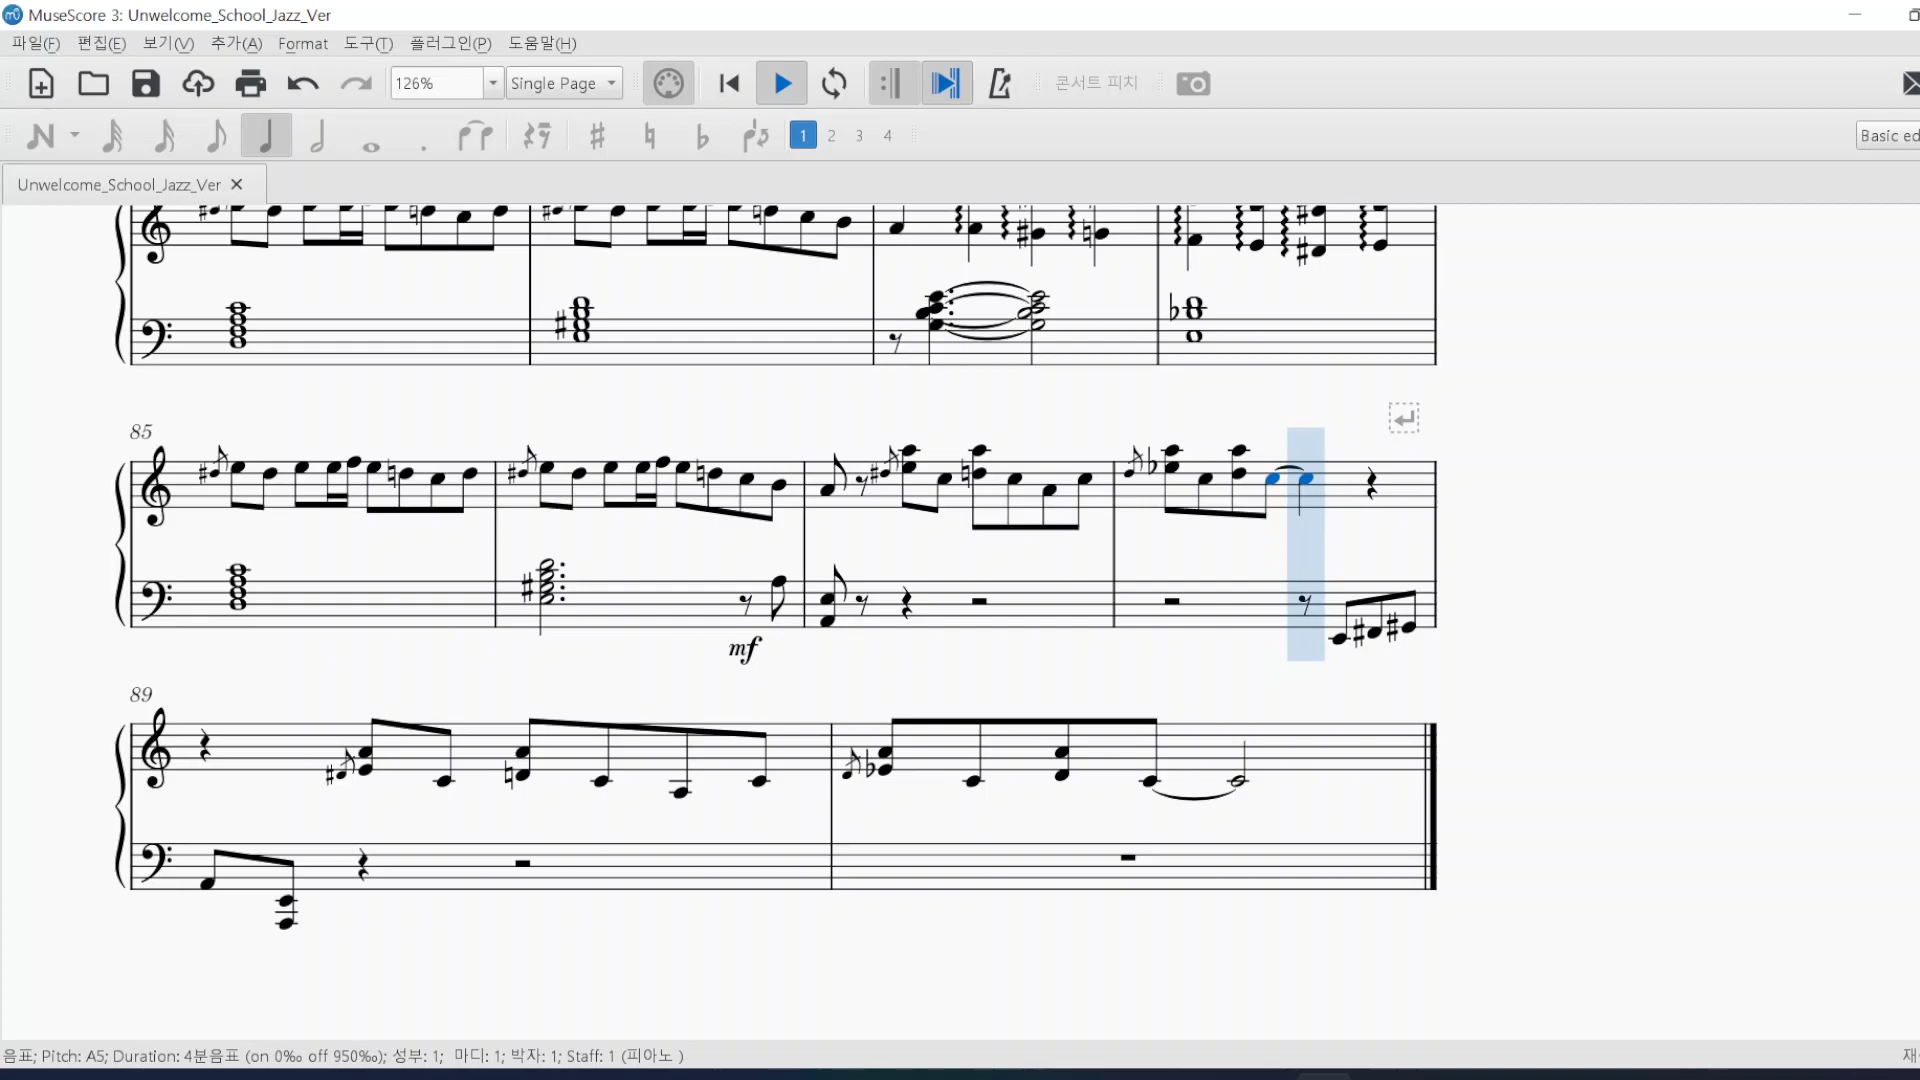 MuseScore 3: Unwelcome_School_Jazz_Ver
파일(F) 편집(E) 보기(V) 추가(A) Format 도구(T) 플러그인(P) 도움말(H)
126% Single Page 콘서트 피치
1 2 3 4 Basic ed
Unwelcome_School_Jazz_Ver
85
mf
89
음표; Pitch: A5; Duration: 4분음표 (on 0‰ off 950‰); 성부: 1; 마디: 1; 박자: 1; Staff: 1 (피아노 ) 재